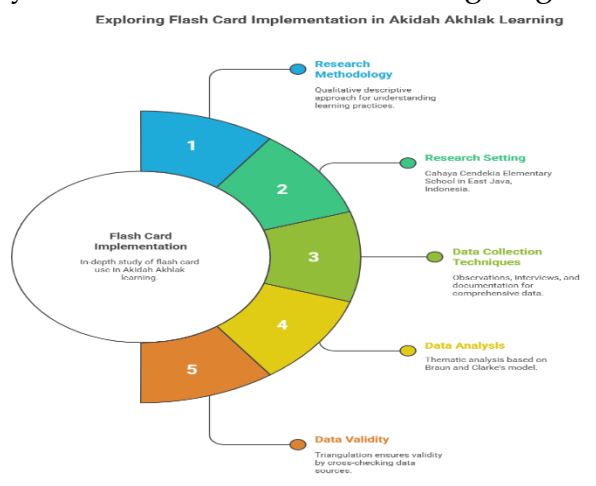 Exploring Flash Card Implementation in Akidah Akhlak Learning
Research
Methodology
Qualitative descriptive
approach for understanding
learning practices.
1
Research Setting
Cahaya Cendekia Elementary
School in East Java,
Indonesia.
2
Flash Card
Implementation
In-depth study of flash card
use in Akidah Akhlak
learning.
3
Data Collection
Techniques
Observations, Interviews, and
documentation for
comprehensive data.
4
Data Analysis
Thematic analysis based on
Braun and Clarke's model.
5
Data Validity
Triangulation ensures validity
by cross-checking data
sources.